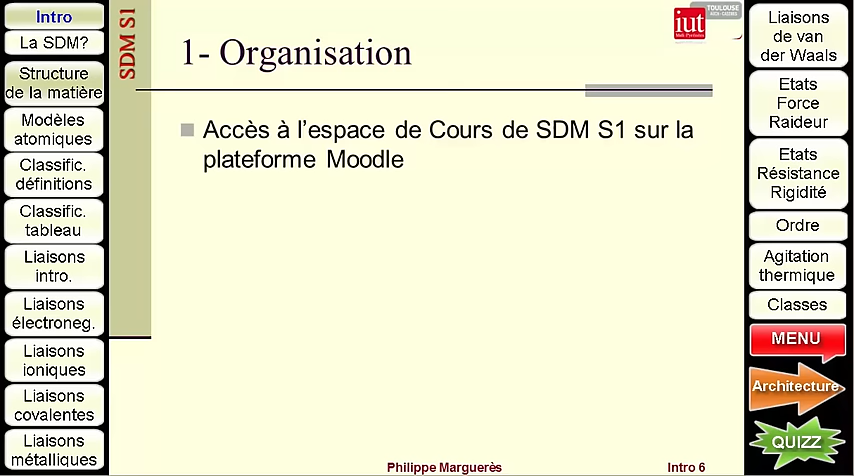 Intro
La SDM?
Structure
de la matière
Modèles
atomiques
Classific.
définitions
Classific.
tableau
Liaisons
intro.
Liaisons
électroneg.
Liaisons
ioniques
Liaisons
covalentes
Liaisons
métalliques
SDM S1
1- Organisation
iut
TOULOUSE
Accès à l’espace de Cours de SDM S1 sur la
plateforme Moodle
Philippe Marguerès
Intro 6
Liaisons
de van
der Waals
Etats
Force
Raideur
Etats
Résistance
Rigidité
Ordre
Agitation
thermique
Classes
MENU
Architecture
QUIZZ